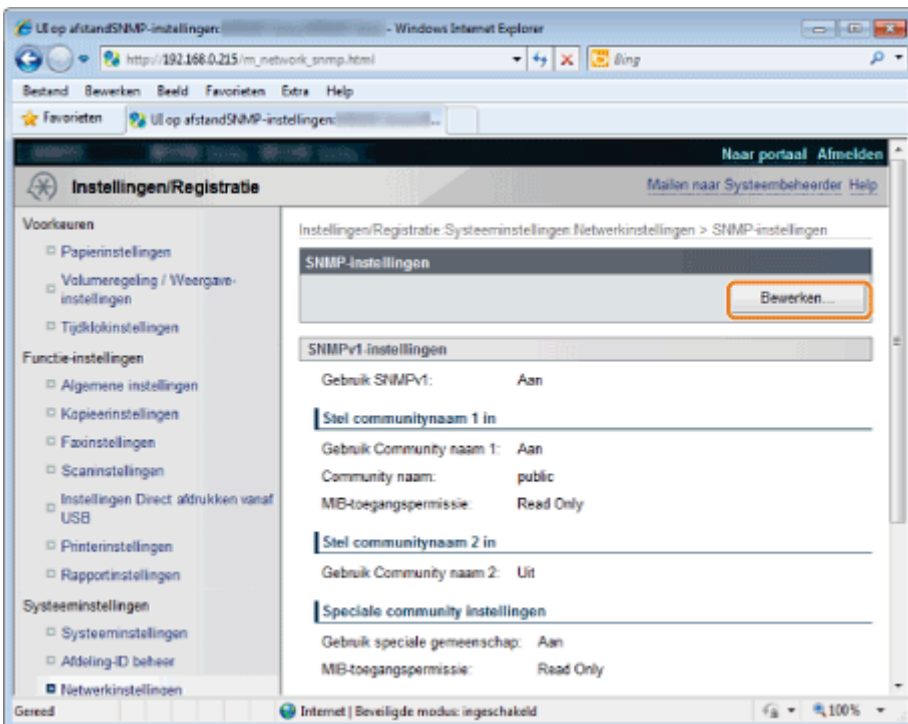 UI op afstandSNMP-instellingen: - Windows Internet Explorer
http://192.168.0.215/m_network_snmp.html
Bing
Bestand Bewerken Beeld Favorieten Extra Help
Favorieten
UI op afstandSNMP-instellingen: ...
Naar portaal Afmelden
Instellingen/Registratie
Mailen naar Systeembeheerder Help
Voorkeuren
Papierinstellingen
Volumeregeling / Weergave-
instellingen
Tijdklokinstellingen
Functie-instellingen
Algemene instellingen
Kopieerinstellingen
Faxinstellingen
Scaninstellingen
Instellingen Direct afdrukken vanaf
USB
Printerinstellingen
Rapportinstellingen
Systeeminstellingen
Systeeminstellingen
Afdeling-ID beheer
Netwerkinstellingen
Instellingen/Registratie:Systeeminstellingen:Netwerkinstellingen > SNMP-instellingen
SNMP-instellingen
Bewerken...
SNMPv1-instellingen
Gebruik SNMPv1: Aan
Stel communitynaam 1 in
Gebruik Community naam 1: Aan
Community naam: public
MIB-toegangspermissie: Read Only
Stel communitynaam 2 in
Gebruik Community naam 2: Uit
Speciale community instellingen
Gebruik speciale gemeenschap: Aan
MIB-toegangspermissie: Read Only
Gereed
Internet | Beveiligde modus: ingeschakeld
100%